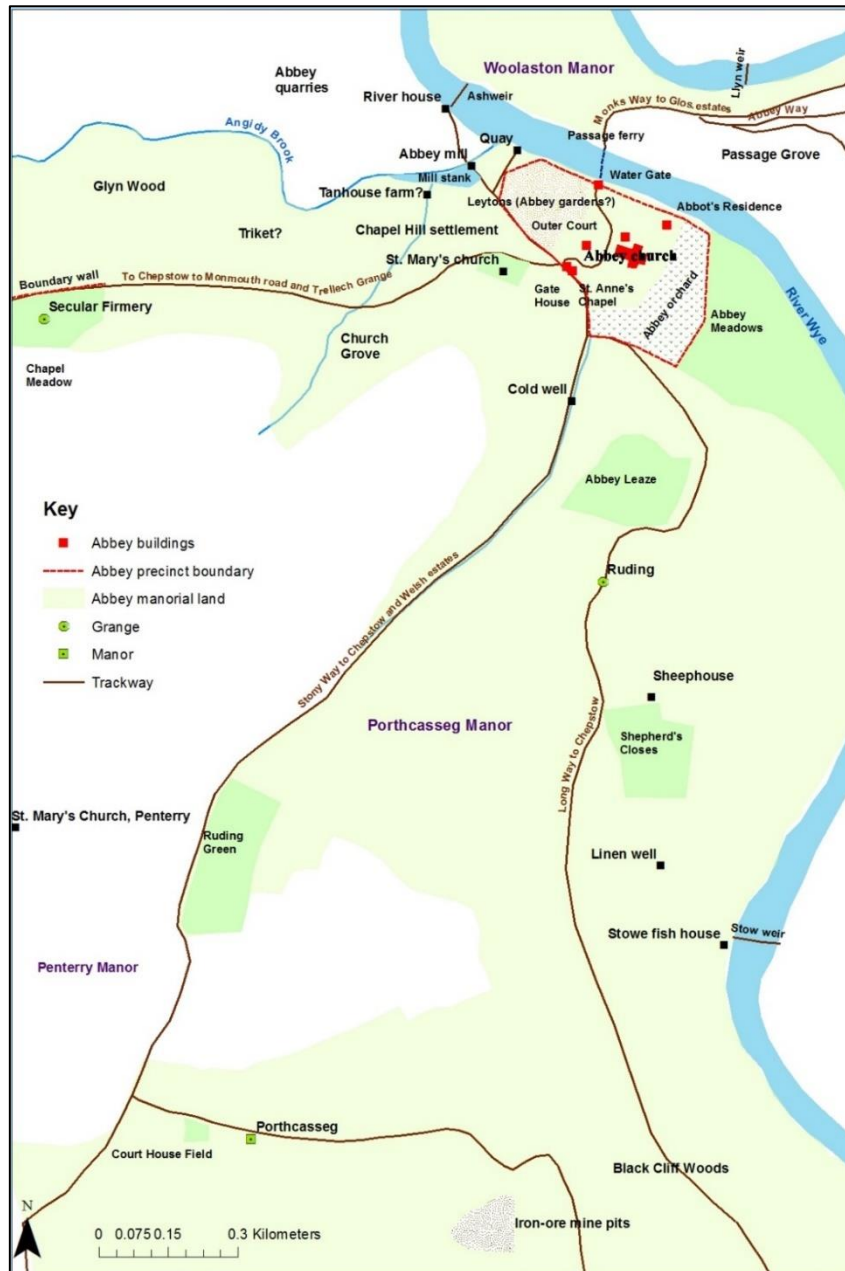 Woolaston Manor
Llyn weir
Abbey
quarries
River house
Ashweir
Monks Way to Glos. estates
Abbey Way
Angidy Brook
Quay
Passage ferry
Passage Grove
Abbey mill
Mill stank
Water Gate
Glyn Wood
Tanhouse farm?
Leytons (Abbey gardens?)
Abbot's Residence
Triket?
Chapel Hill settlement
Outer Court
St. Mary's church
Abbey church
Boundary wall
To Chepstow to Monmouth road and Trellech Grange
Secular Firmery
Gate
House
St. Anne's
Chapel
Abbey orchard
Abbey
Meadows
River Wye
Church
Grove
Chapel
Meadow
Cold well
Abbey Leaze
Key
Abbey buildings
Abbey precinct boundary
Abbey manorial land
Grange
Manor
Trackway
Ruding
Stony Way to Chepstow and Welsh estates
Sheephouse
Porthcasseg Manor
Shepherd's
Closes
Long Way to Chepstow
St. Mary's Church, Penterry
Ruding
Green
Linen well
Stowe fish house
Stow weir
Penterry Manor
Porthcasseg
Court House Field
Black Cliff Woods
N
0 0.075 0.15 0.3 Kilometers
Iron-ore mine pits